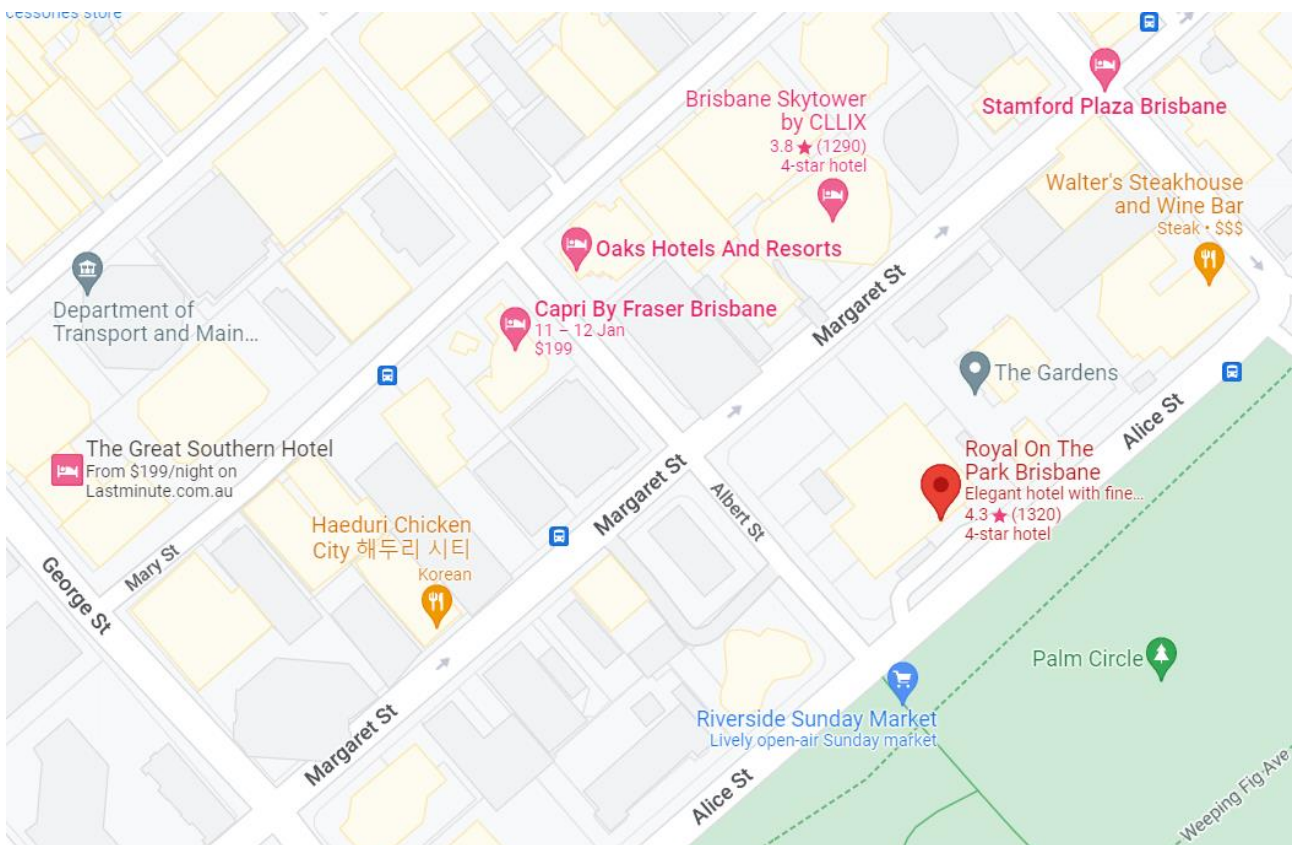 cessories store
Brisbane Skytower
by CLLIX
3.8 ★ (1290)
4-star hotel
Stamford Plaza Brisbane
Walter's Steakhouse
and Wine Bar
Steak • $$$
Oaks Hotels And Resorts
Department of
Transport and Main...
Capri By Fraser Brisbane
11 – 12 Jan
$199
Margaret St
The Gardens
Alice St
The Great Southern Hotel
From $199/night on
Lastminute.com.au
Royal On The
Park Brisbane
Elegant hotel with fine...
4.3 ★ (1320)
4-star hotel
Margaret St
Albert St
Haeduri Chicken
City 해두리 시티
Korean
Mary St
George St
Palm Circle
Riverside Sunday Market
Lively open-air Sunday market
Margaret St
Alice St
Weeping Fig Ave